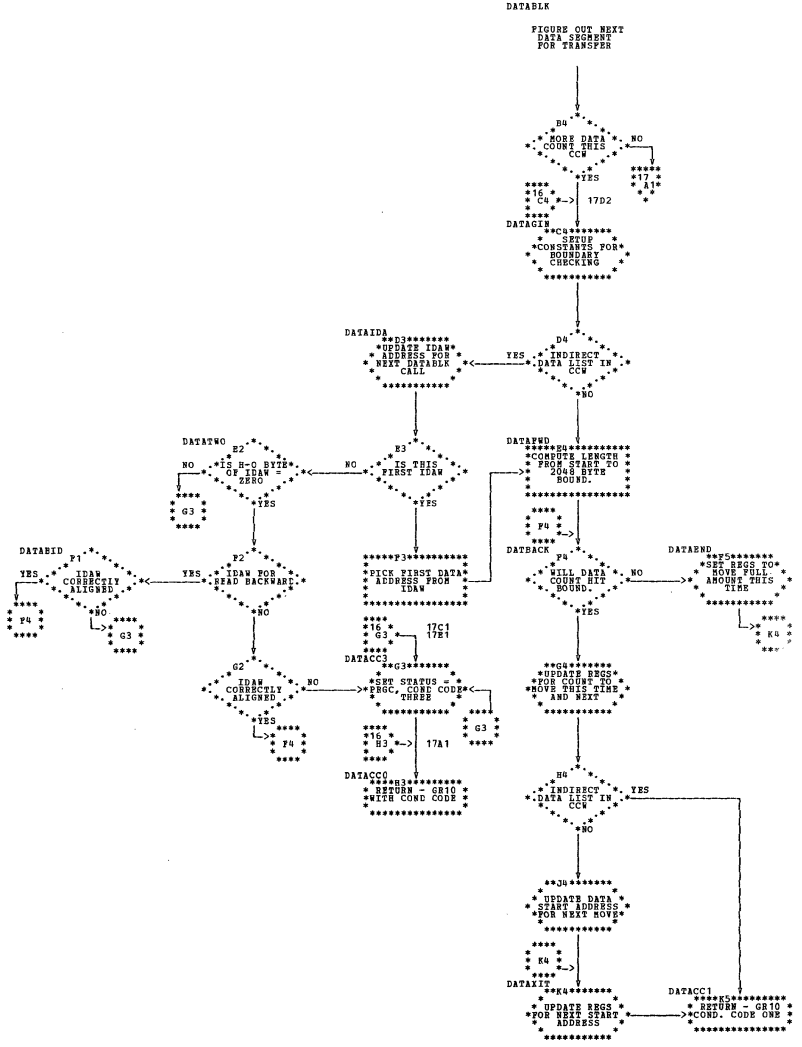 DATABLK
FIGURE OUT NEXT
DATA SEGMENT
FOR TRANSFER
B4
MORE DATA
COUNT THIS
CCW
NO
17
A1
YES
16
C4
17D2
DATAGIN
C4
SETUP
CONSTANTS FOR
BOUNDARY
CHECKING
DATAIDA
D3
UPDATE IDAW
ADDRESS FOR
NEXT DATABLK
CALL
YES
D4
INDIRECT
DATA LIST IN
CCW
NO
DATATWO
E2
IS H-O BYTE
OF IDAW =
ZERO
NO
G3
YES
E3
IS THIS
FIRST IDAW
NO
YES
DATAFWD
E4
COMPUTE LENGTH
FROM START TO
2048 BYTE
BOUND.
F4
DATABID
F1
IDAW
CORRECTLY
ALIGNED
YES
F4
NO
G3
F2
IDAW FOR
READ BACKWARD
YES
NO
F3
PICK FIRST DATA
ADDRESS FROM
IDAW
DATBACK
F4
WILL DATA
COUNT HIT
BOUND.
NO
YES
DATAEND
F5
SET REGS TO
MOVE FULL
AMOUNT THIS
TIME
K4
G2
IDAW
CORRECTLY
ALIGNED
NO
YES
F4
16
G3
17C1
17E1
DATACC3
G3
SET STATUS =
PRGC, COND CODE
THREE
G3
16
H3
17A1
G4
UPDATE REGS
FOR COUNT TO
MOVE THIS TIME
AND NEXT
DATACC0
H3
RETURN - GR10
WITH COND CODE
H4
INDIRECT
DATA LIST IN
CCW
YES
NO
J4
UPDATE DATA
START ADDRESS
FOR NEXT MOVE
K4
DATAXIT
K4
UPDATE REGS
FOR NEXT START
ADDRESS
DATACC1
K5
RETURN - GR10
COND. CODE ONE